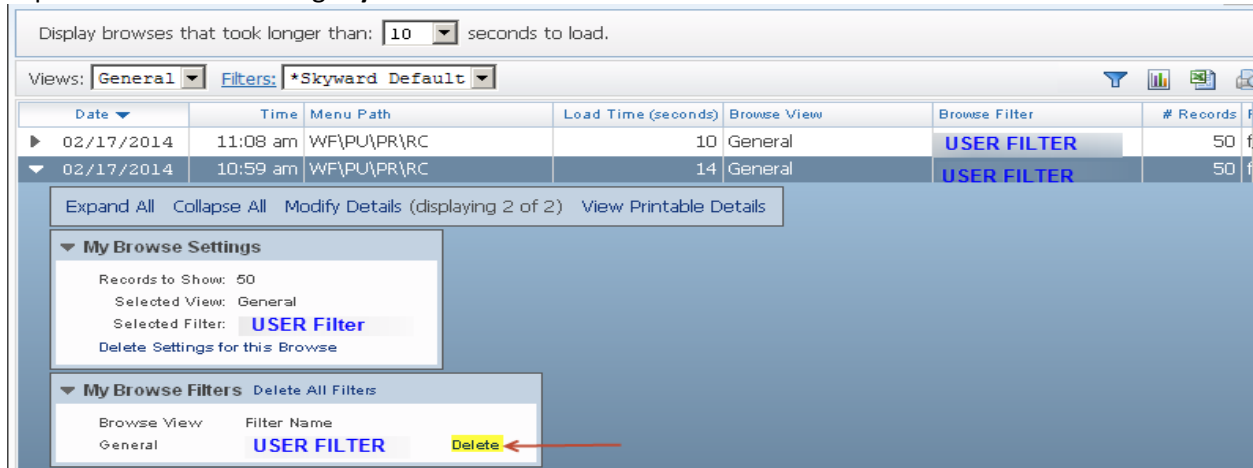 Display browses that took longer than: 10 seconds to load.
Views: General Filters: *Skyward Default
Date Time Menu Path Load Time (seconds) Browse View Browse Filter # Records
02/17/2014 11:08 am WF\PU\PR\RC 10 General USER FILTER 50
02/17/2014 10:59 am WF\PU\PR\RC 14 General USER FILTER 50
Expand All Collapse All Modify Details (displaying 2 of 2) View Printable Details
My Browse Settings
Records to Show: 50
Selected View: General
Selected Filter: USER Filter
Delete Settings for this Browse
My Browse Filters Delete All Filters
Browse View Filter Name
General USER FILTER Delete